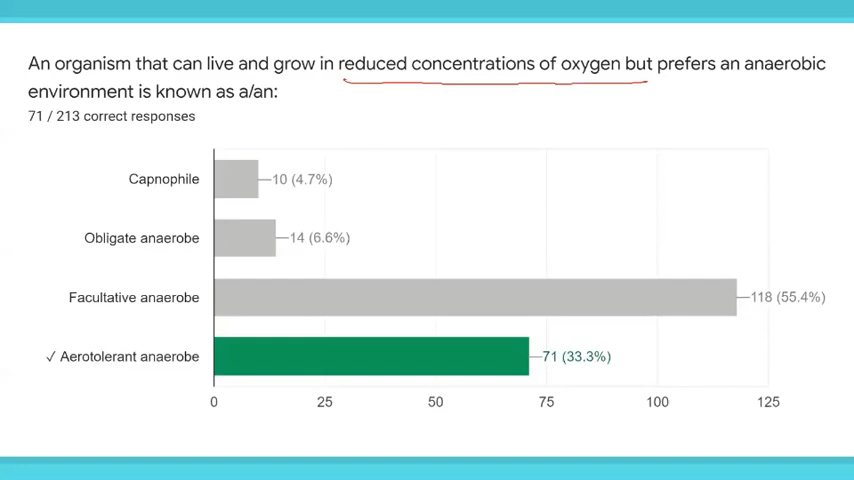 An organism that can live and grow in reduced concentrations of oxygen but prefers an anaerobic
environment is known as a/an:
71 / 213 correct responses
Capnophile 10 (4.7%)
Obligate anaerobe 14 (6.6%)
Facultative anaerobe 118 (55.4%)
✓ Aerotolerant anaerobe 71 (33.3%)
0 25 50 75 100 125